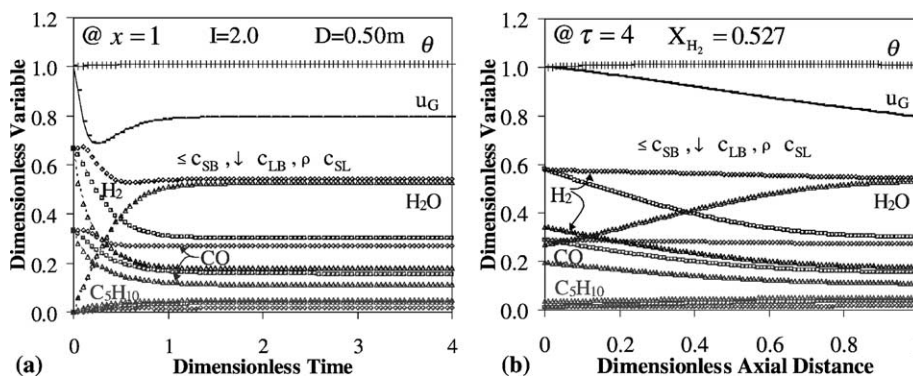 @ x = 1 I=2.0 D=0.50m
θ
u_G
≤ c_SB , ↓ c_LB , ρ c_SL
H₂
H₂O
CO
C₅H₁₀
Dimensionless Variable
1.2
1.0
0.8
0.6
0.4
0.2
0.0
0 1 2 3 4
(a) Dimensionless Time
@ τ = 4 X_H₂ = 0.527
θ
u_G
≤ c_SB , ↓ c_LB , ρ c_SL
H₂
H₂O
CO
C₅H₁₀
Dimensionless Variable
1.2
1.0
0.8
0.6
0.4
0.2
0.0
0 0.2 0.4 0.6 0.8
(b) Dimensionless Axial Distance